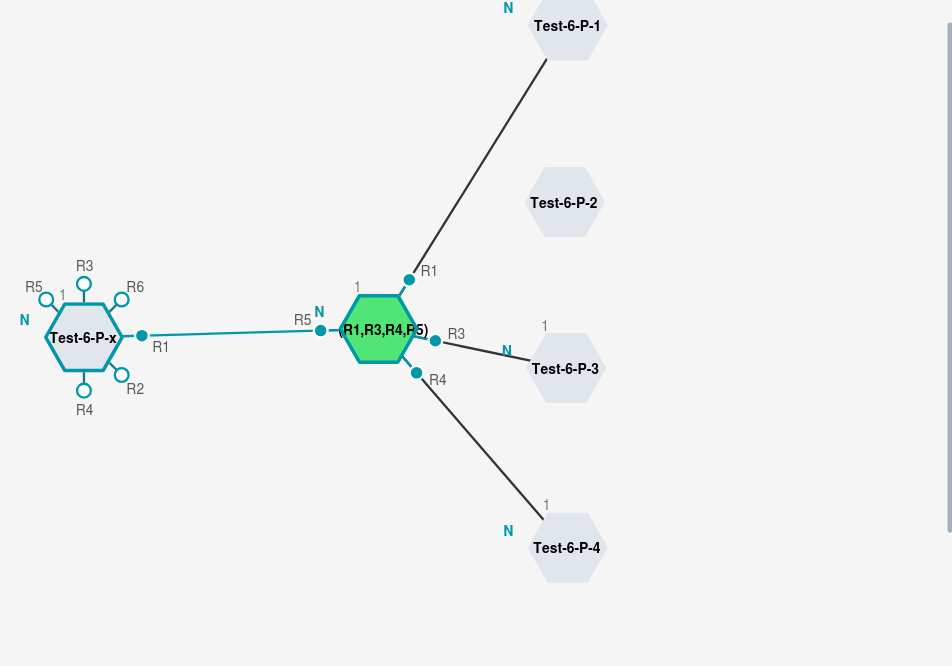 N
Test-6-P-1
Test-6-P-2
R3
R5
1
R6
N
Test-6-P-x
R1
R2
R4
1
R1
N
R5
(R1,R3,R4,R5)
R3
R4
1
N
Test-6-P-3
1
N
Test-6-P-4